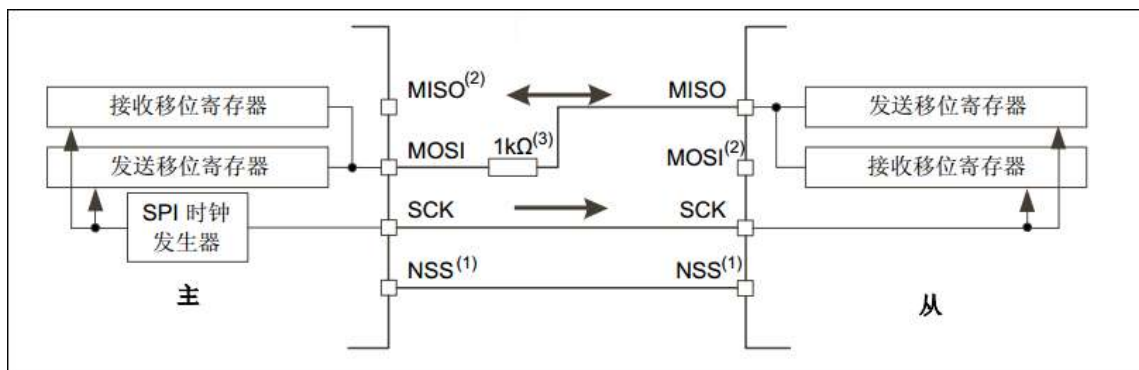 MISO(2)
MISO
接收移位寄存器
发送移位寄存器
1kΩ(3)
MOSI
MOSI(2)
发送移位寄存器
接收移位寄存器
SPI 时钟
发生器
SCK
SCK
NSS(1)
NSS(1)
主
从